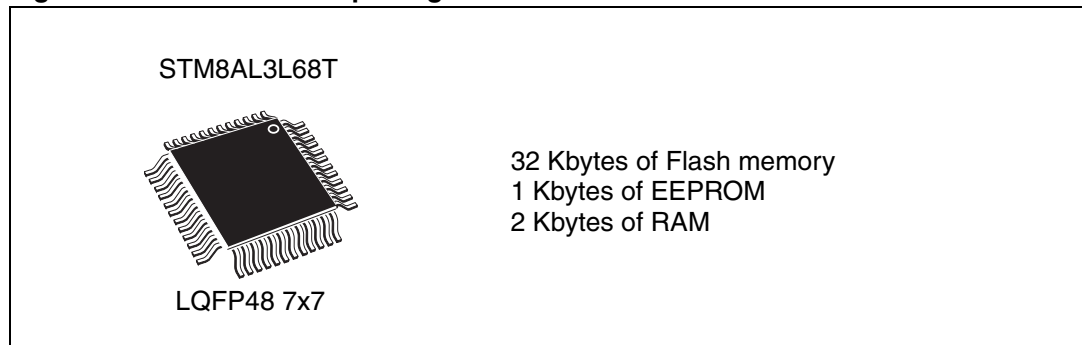 STM8AL3L68T
32 Kbytes of Flash memory
1 Kbytes of EEPROM
2 Kbytes of RAM
LQFP48 7x7